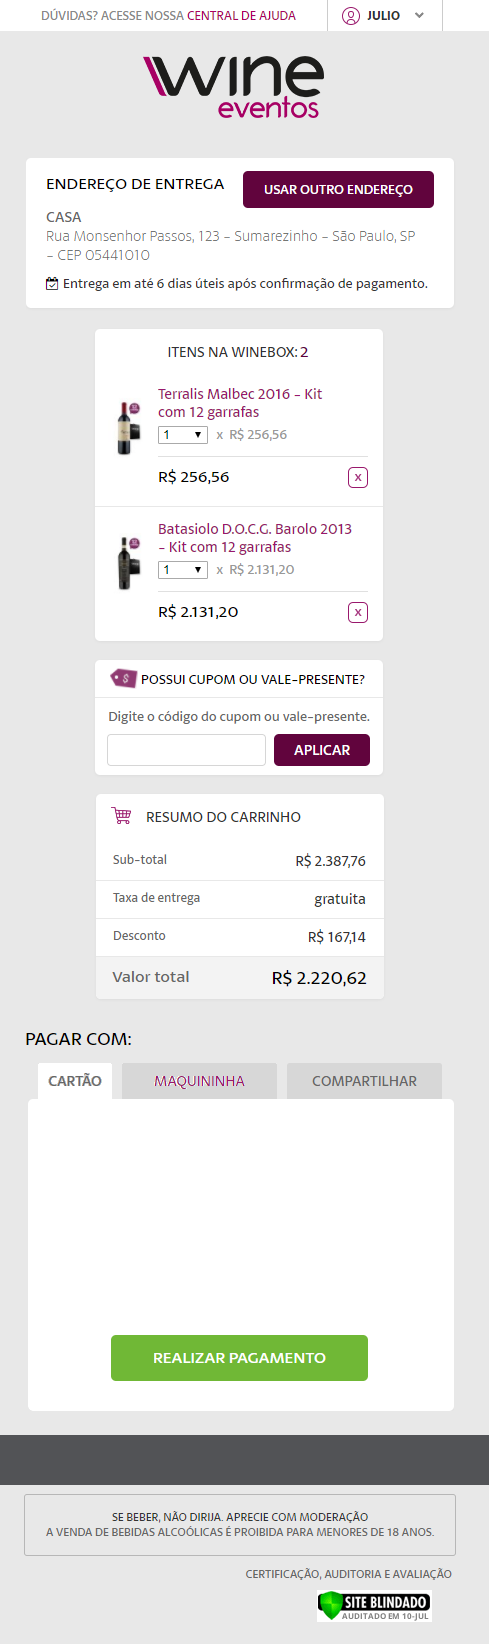 DÚVIDAS? ACESSE NOSSA CENTRAL DE AJUDA
JULIO
wine
eventos
ENDEREÇO DE ENTREGA
USAR OUTRO ENDEREÇO
CASA
Rua Monsenhor Passos, 123 - Sumarezinho - São Paulo, SP
- CEP 05441010
Entrega em até 6 dias úteis após confirmação de pagamento.
ITENS NA WINEBOX: 2
Terralis Malbec 2016 - Kit
com 12 garrafas
1 x R$ 256,56
R$ 256,56 x
Batasiolo D.O.C.G. Barolo 2013
- Kit com 12 garrafas
1 x R$ 2.131,20
R$ 2.131,20 x
$ POSSUI CUPOM OU VALE-PRESENTE?
Digite o código do cupom ou vale-presente.
APLICAR
RESUMO DO CARRINHO
Sub-total R$ 2.387,76
Taxa de entrega gratuita
Desconto R$ 167,14
Valor total R$ 2.220,62
PAGAR COM:
CARTÃO MAQUININHA COMPARTILHAR
REALIZAR PAGAMENTO
SE BEBER, NÃO DIRIJA. APRECIE COM MODERAÇÃO
A VENDA DE BEBIDAS ALCOÓLICAS É PROIBIDA PARA MENORES DE 18 ANOS.
CERTIFICAÇÃO, AUDITORIA E AVALIAÇÃO
SITE BLINDADO
AUDITADO EM 10-JUL